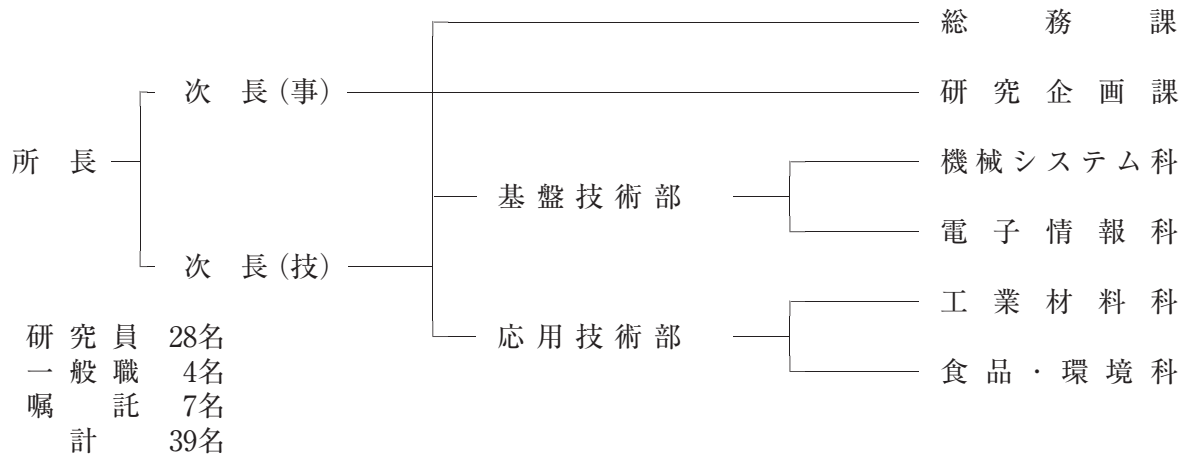 総務課
次長(事)
研究企画課
所長
機械システム科
基盤技術部
電子情報科
次長(技)
工業材料科
応用技術部
食品・環境科
研究員 28名
一般職 4名
嘱託 7名
計 39名